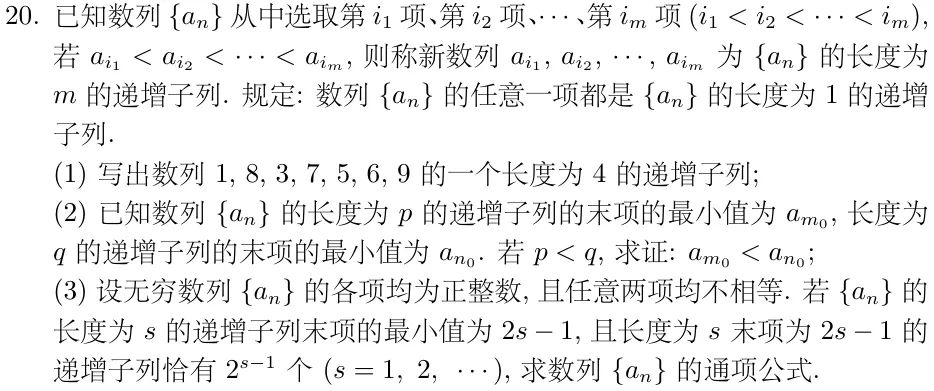 20. 已知数列 {aₙ} 从中选取第 i₁ 项、第 i₂ 项、···、第 iₘ 项 (i₁ < i₂ < ··· < iₘ),
若 a_{i₁} < a_{i₂} < ··· < a_{iₘ}, 则称新数列 a_{i₁}, a_{i₂}, ···, a_{iₘ} 为 {aₙ} 的长度为
m 的递增子列. 规定: 数列 {aₙ} 的任意一项都是 {aₙ} 的长度为 1 的递增
子列.
(1) 写出数列 1, 8, 3, 7, 5, 6, 9 的一个长度为 4 的递增子列;
(2) 已知数列 {aₙ} 的长度为 p 的递增子列的末项的最小值为 a_{m₀}, 长度为
q 的递增子列的末项的最小值为 a_{n₀}. 若 p < q, 求证: a_{m₀} < a_{n₀};
(3) 设无穷数列 {aₙ} 的各项均为正整数, 且任意两项均不相等. 若 {aₙ} 的
长度为 s 的递增子列末项的最小值为 2s − 1, 且长度为 s 末项为 2s − 1 的
递增子列恰有 2^{s−1} 个 (s = 1, 2, ···), 求数列 {aₙ} 的通项公式.